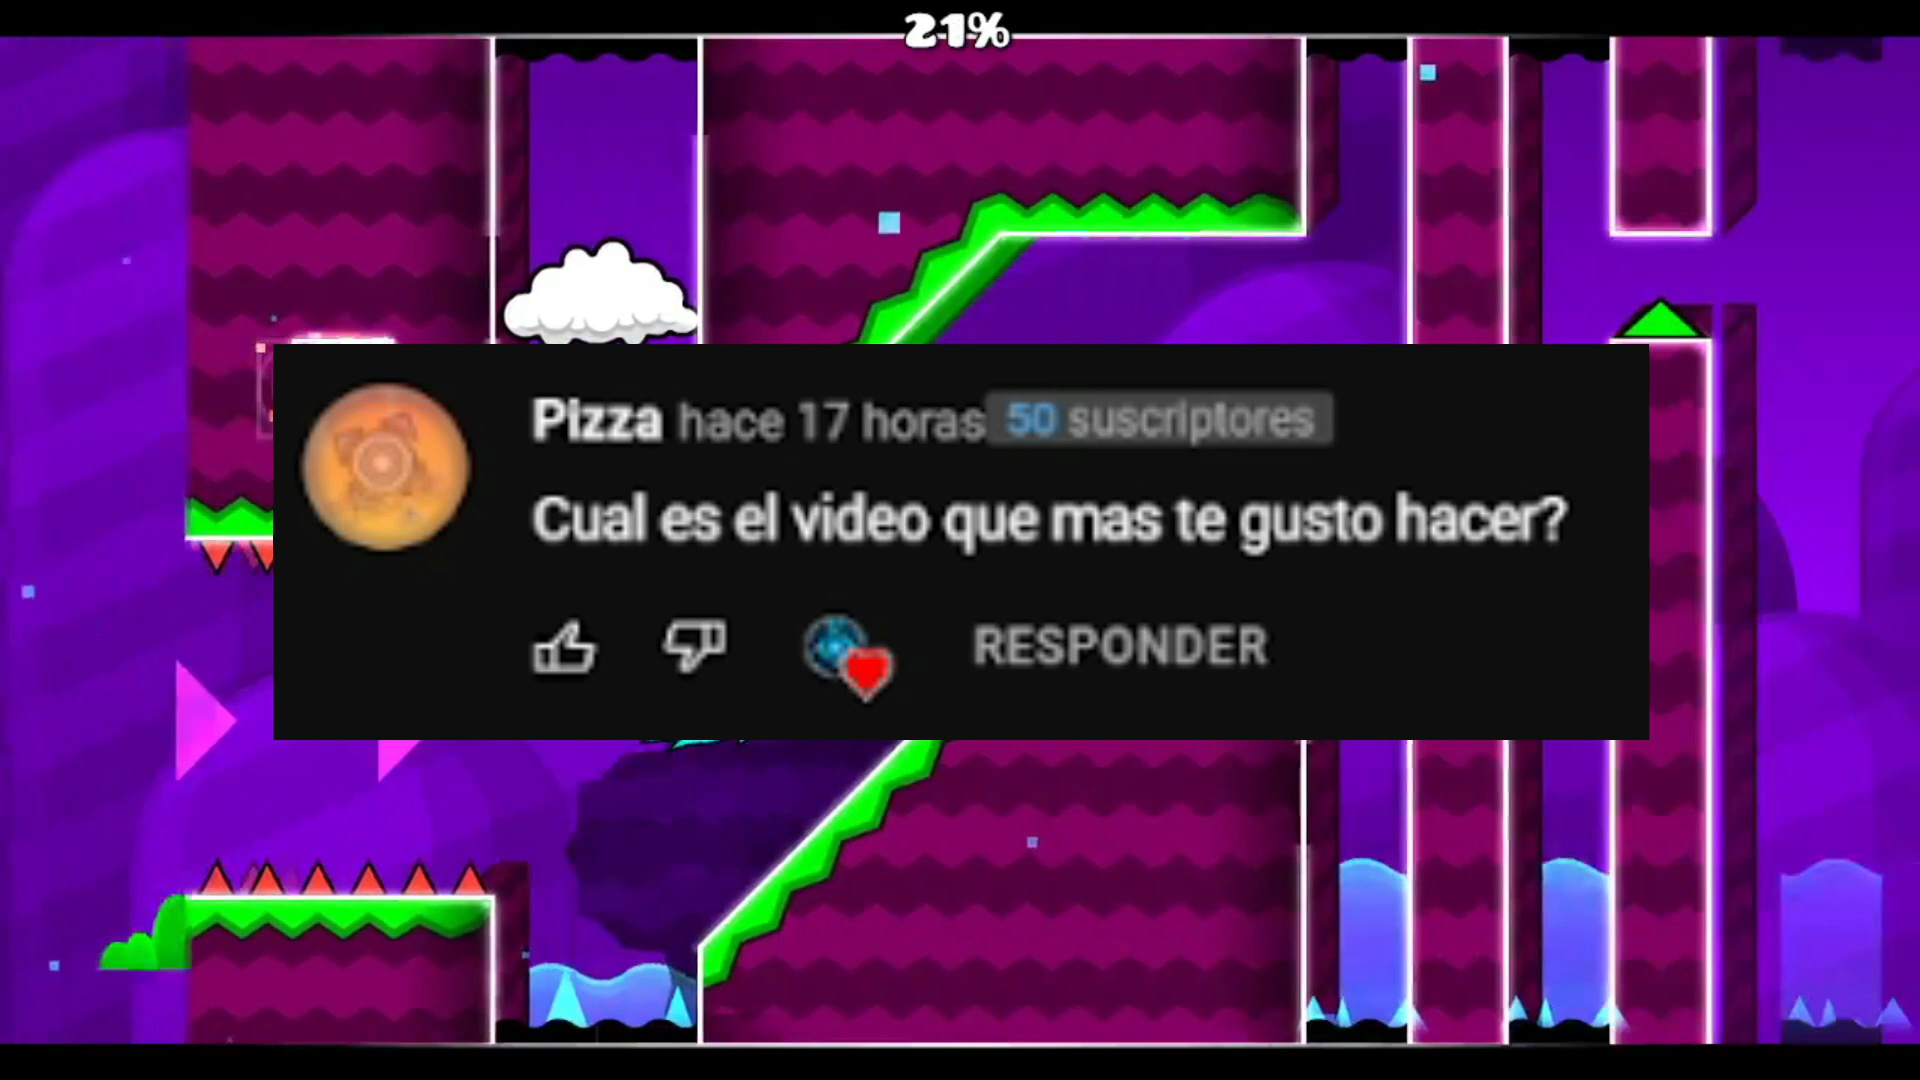 21%
Pizza hace 17 horas 50 suscriptores
Cual es el video que mas te gusto hacer?
RESPONDER